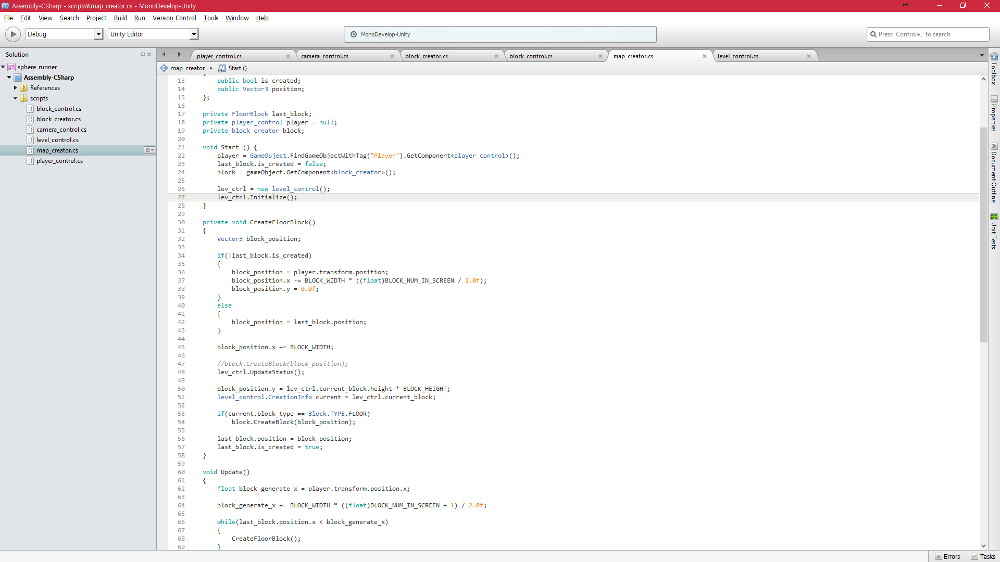 Assembly-CSharp - scripts₩map_creator.cs - MonoDevelop-Unity
File Edit View Search Project Build Run Version Control Tools Window Help
Debug Unity Editor MonoDevelop-Unity Press 'Control+,' to search
Solution
sphere_runner
Assembly-CSharp
References
scripts
block_control.cs
block_creator.cs
camera_control.cs
level_control.cs
map_creator.cs
player_control.cs
player_control.cs camera_control.cs block_creator.cs block_control.cs map_creator.cs level_control.cs
map_creator Start ()
{
13 public bool is_created;
14 public Vector3 position;
15 };
16
17 private FloorBlock last_block;
18 private player_control player = null;
19 private block_creator block;
20
21 void Start () {
22 player = GameObject.FindGameObjectWithTag("Player").GetComponent<player_control>();
23 last_block.is_created = false;
24 block = gameObject.GetComponent<block_creator>();
25
26 lev_ctrl = new level_control();
27 lev_ctrl.Initialize();
28 }
29
30 private void CreateFloorBlock()
31 {
32 Vector3 block_position;
33
34 if(!last_block.is_created)
35 {
36 block_position = player.transform.position;
37 block_position.x -= BLOCK_WIDTH * ((float)BLOCK_NUM_IN_SCREEN / 2.0f);
38 block_position.y = 0.0f;
39 }
40 else
41 {
42 block_position = last_block.position;
43 }
44
45 block_position.x += BLOCK_WIDTH;
46
47 //block.CreateBlock(block_position);
48 lev_ctrl.UpdateStatus();
49
50 block_position.y = lev_ctrl.current_block.height * BLOCK_HEIGHT;
51 level_control.CreationInfo current = lev_ctrl.current_block;
52
53 if(current.block_type == Block.TYPE.FLOOR)
54 block.CreateBlock(block_position);
55
56 last_block.position = block_position;
57 last_block.is_created = true;
58 }
59
60 void Update()
61 {
62 float block_generate_x = player.transform.position.x;
63
64 block_generate_x += BLOCK_WIDTH * ((float)BLOCK_NUM_IN_SCREEN + 1) / 2.0f;
65
66 while(last_block.position.x < block_generate_x)
67 {
68 CreateFloorBlock();
69 }
Toolbox
Properties
Document Outline
Unit Tests
Errors Tasks